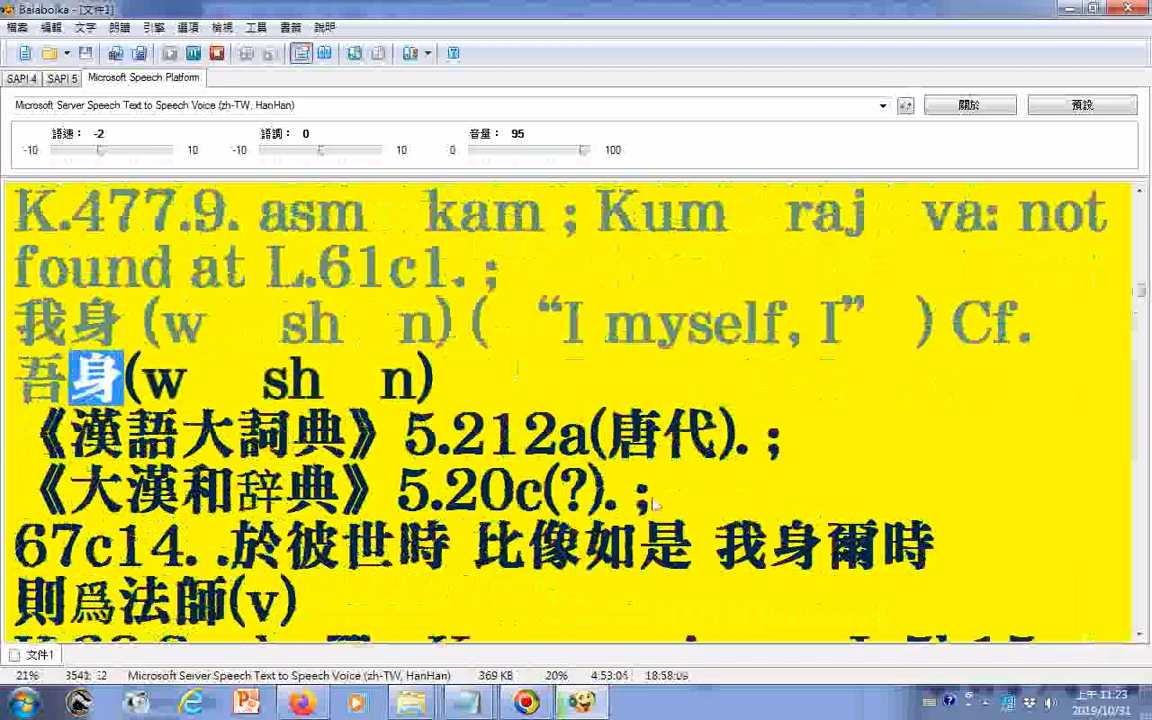 Balabolka - [文件1]
檔案 編輯 文字 朗讀 引擎 選項 檢視 工具 書籤 說明
SAPI 4 SAPI 5 Microsoft Speech Platform
Microsoft Server Speech Text to Speech Voice (zh-TW, HanHan) 關於 預設
語速： -2 語調： 0 音量： 95
-10 10 -10 10 0 100
K.477.9. asm kam ; Kum raj va: not
found at L.61c1. ;
我身 (w sh n) ( “I myself, I” ) Cf.
吾身(w sh n)
《漢語大詞典》 5.212a(唐代). ;
《大漢和辞典》 5.20c(?). ;
67c14. .於彼世時 比像如是 我身爾時
則爲法師(v)
文件1
21% 3541: 12 Microsoft Server Speech Text to Speech Voice (zh-TW, HanHan) 369 KB 20% 4:53:04 18:58:09
上午 11:23
2019/10/31